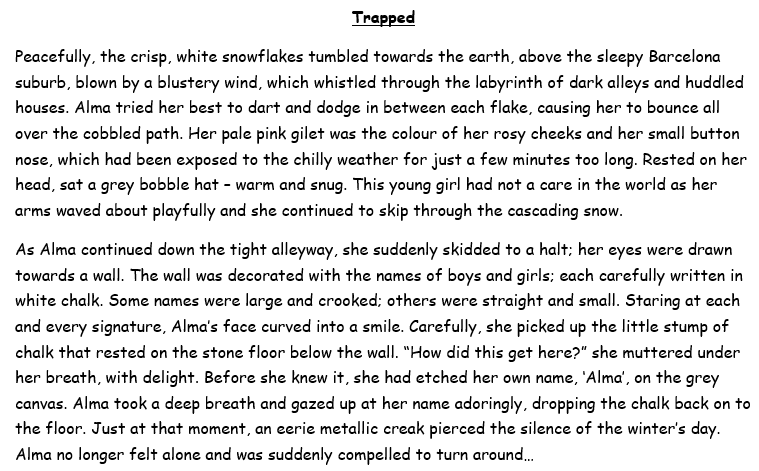 Trapped
Peacefully, the crisp, white snowflakes tumbled towards the earth, above the sleepy Barcelona
suburb, blown by a blustery wind, which whistled through the labyrinth of dark alleys and huddled
houses. Alma tried her best to dart and dodge in between each flake, causing her to bounce all
over the cobbled path. Her pale pink gilet was the colour of her rosy cheeks and her small button
nose, which had been exposed to the chilly weather for just a few minutes too long. Rested on her
head, sat a grey bobble hat – warm and snug. This young girl had not a care in the world as her
arms waved about playfully and she continued to skip through the cascading snow.
As Alma continued down the tight alleyway, she suddenly skidded to a halt; her eyes were drawn
towards a wall. The wall was decorated with the names of boys and girls; each carefully written in
white chalk. Some names were large and crooked; others were straight and small. Staring at each
and every signature, Alma's face curved into a smile. Carefully, she picked up the little stump of
chalk that rested on the stone floor below the wall. "How did this get here?" she muttered under
her breath, with delight. Before she knew it, she had etched her own name, 'Alma', on the grey
canvas. Alma took a deep breath and gazed up at her name adoringly, dropping the chalk back on to
the floor. Just at that moment, an eerie metallic creak pierced the silence of the winter's day.
Alma no longer felt alone and was suddenly compelled to turn around…